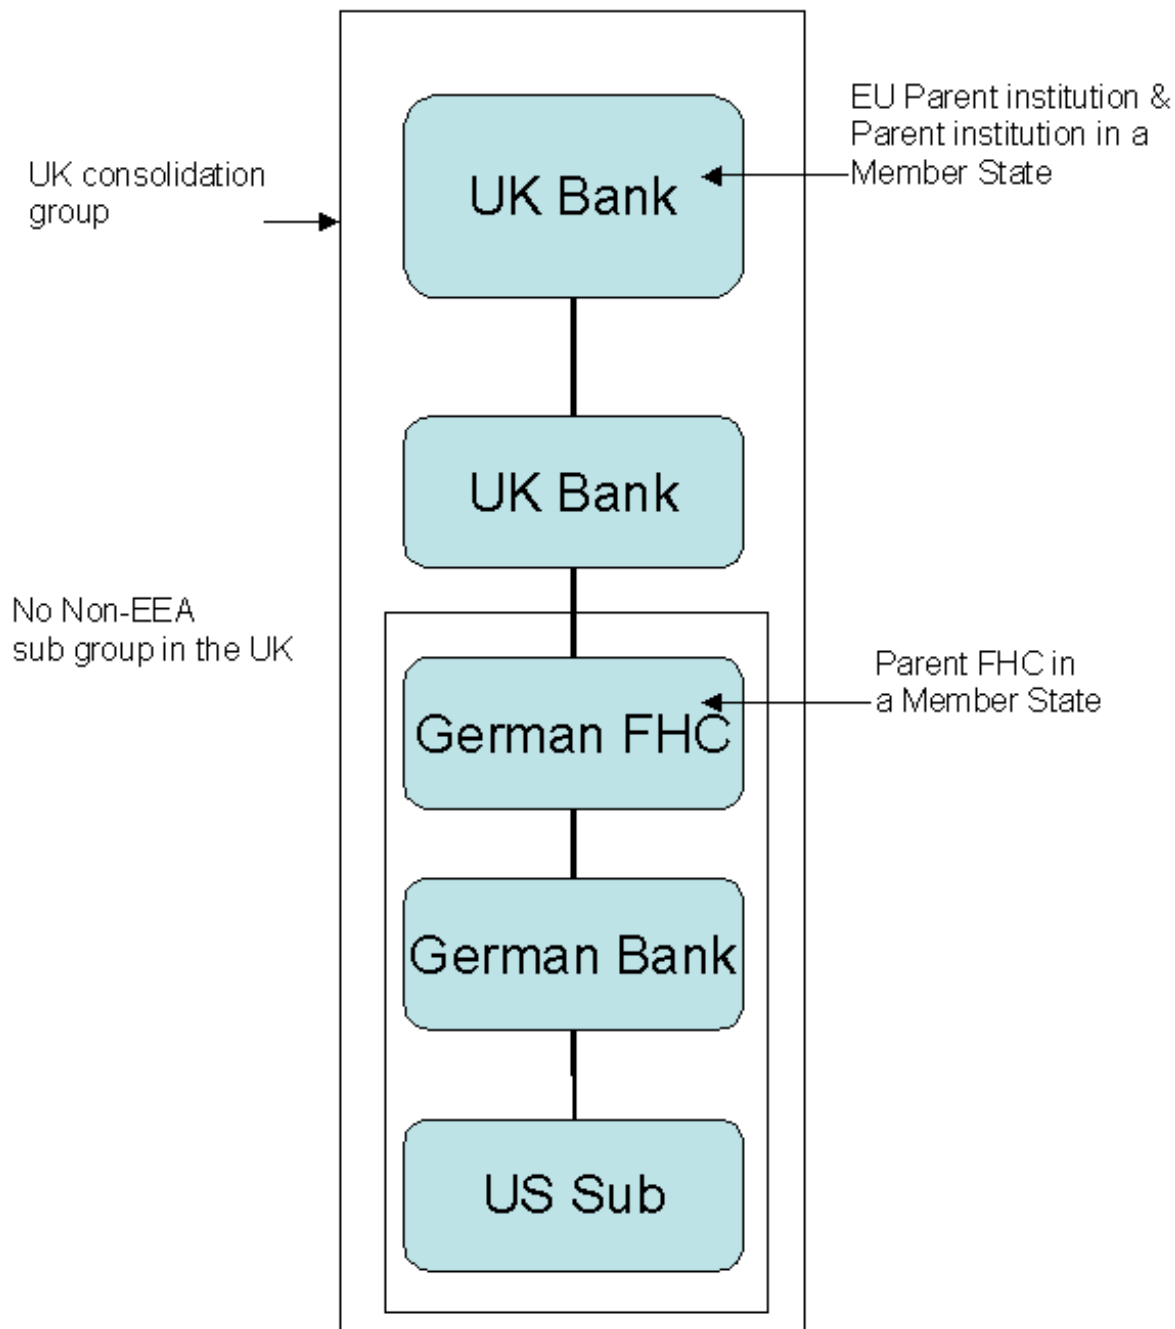 EU Parent institution &
Parent institution in a
Member State
UK consolidation
group
UK Bank
UK Bank
No Non-EEA
sub group in the UK
Parent FHC in
a Member State
German FHC
German Bank
US Sub